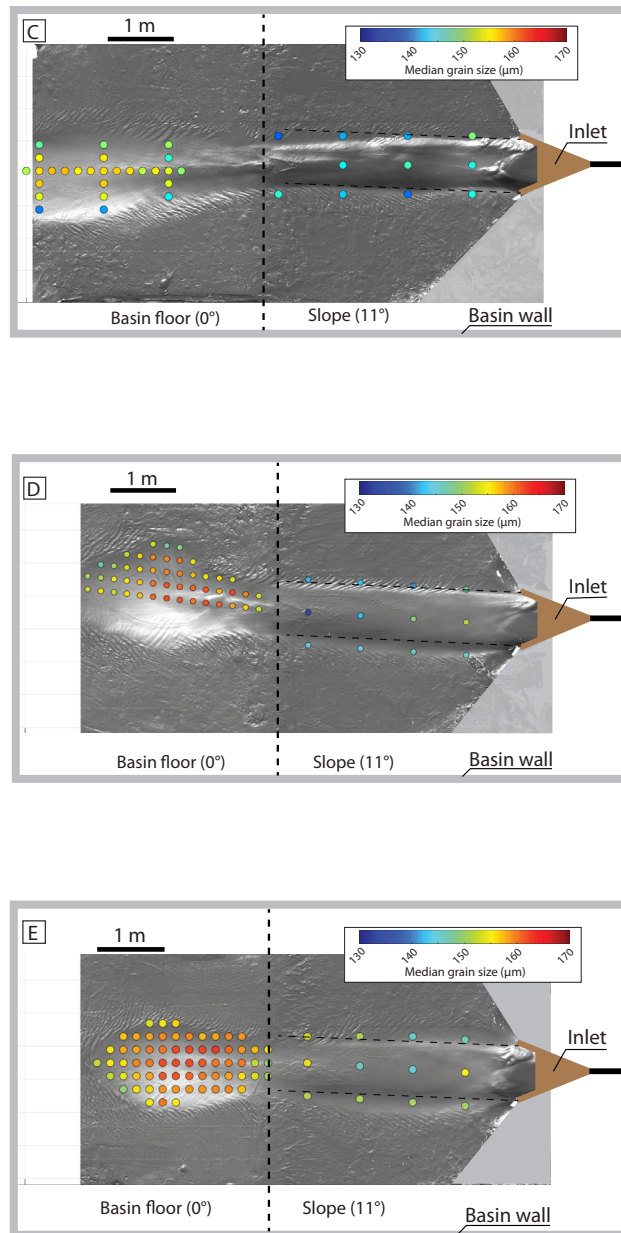 C
1 m
130
140
150
160
170
Median grain size (μm)
Inlet
Basin floor (0°)
Slope (11°)
Basin wall
D
1 m
130
140
150
160
170
Median grain size (μm)
Inlet
Basin floor (0°)
Slope (11°)
Basin wall
E
1 m
130
140
150
160
170
Median grain size (μm)
Inlet
Basin floor (0°)
Slope (11°)
Basin wall